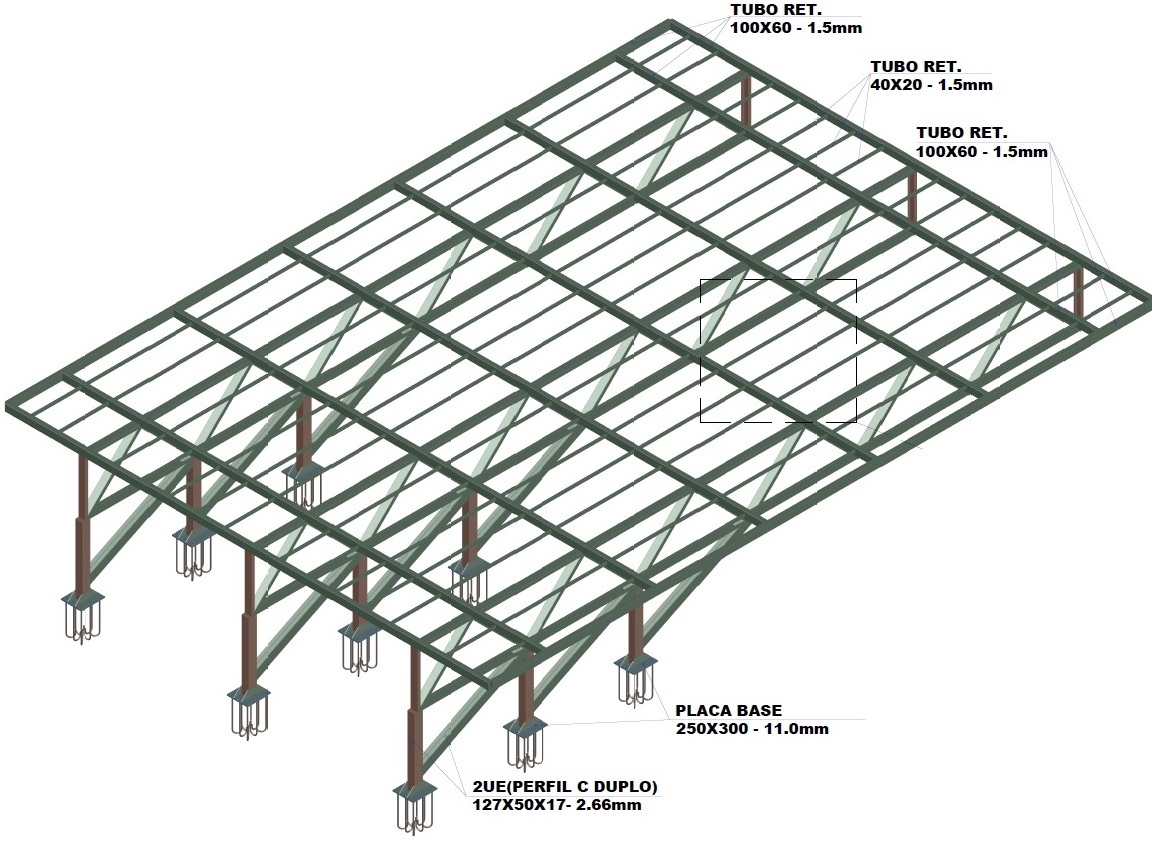 TUBO RET.
100X60 - 1.5mm
TUBO RET.
40X20 - 1.5mm
TUBO RET.
100X60 - 1.5mm
PLACA BASE
250X300 - 11.0mm
2UE(PERFIL C DUPLO)
127X50X17- 2.66mm